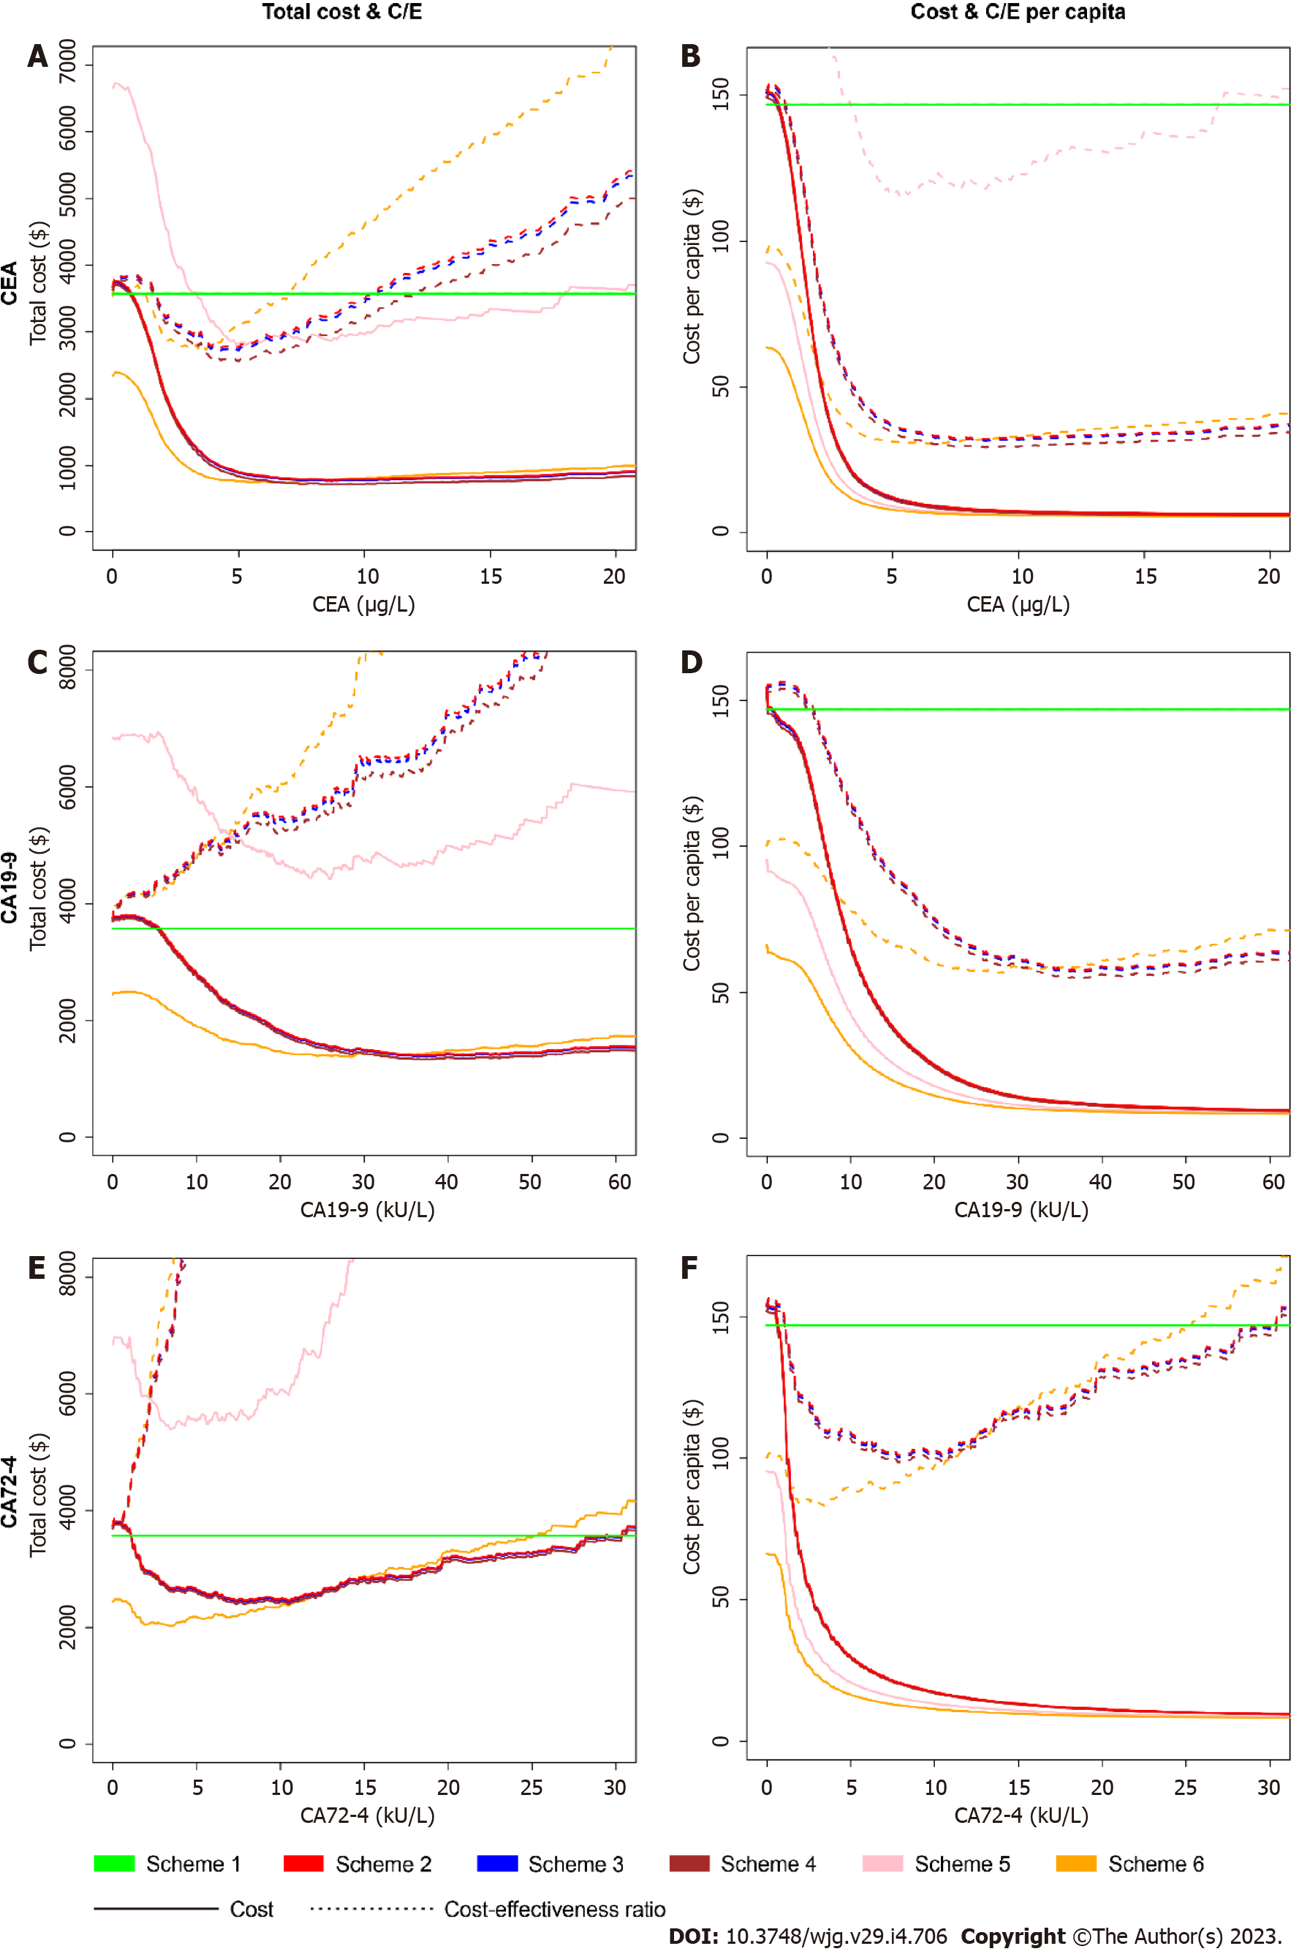 Total cost & C/E
Cost & C/E per capita
A
7000
6000
5000
4000
3000
2000
1000
0
CEA
Total cost ($)
0 5 10 15 20
CEA (µg/L)
B
150
100
50
0
Cost per capita ($)
0 5 10 15 20
CEA (µg/L)
C
8000
6000
4000
2000
0
CA19-9
Total cost ($)
0 10 20 30 40 50 60
CA19-9 (kU/L)
D
150
100
50
0
Cost per capita ($)
0 10 20 30 40 50 60
CA19-9 (kU/L)
E
8000
6000
4000
2000
0
CA72-4
Total cost ($)
0 5 10 15 20 25 30
CA72-4 (kU/L)
F
150
100
50
0
Cost per capita ($)
0 5 10 15 20 25 30
CA72-4 (kU/L)
Scheme 1 Scheme 2 Scheme 3 Scheme 4 Scheme 5 Scheme 6
Cost Cost-effectiveness ratio
DOI: 10.3748/wjg.v29.i4.706 Copyright ©The Author(s) 2023.